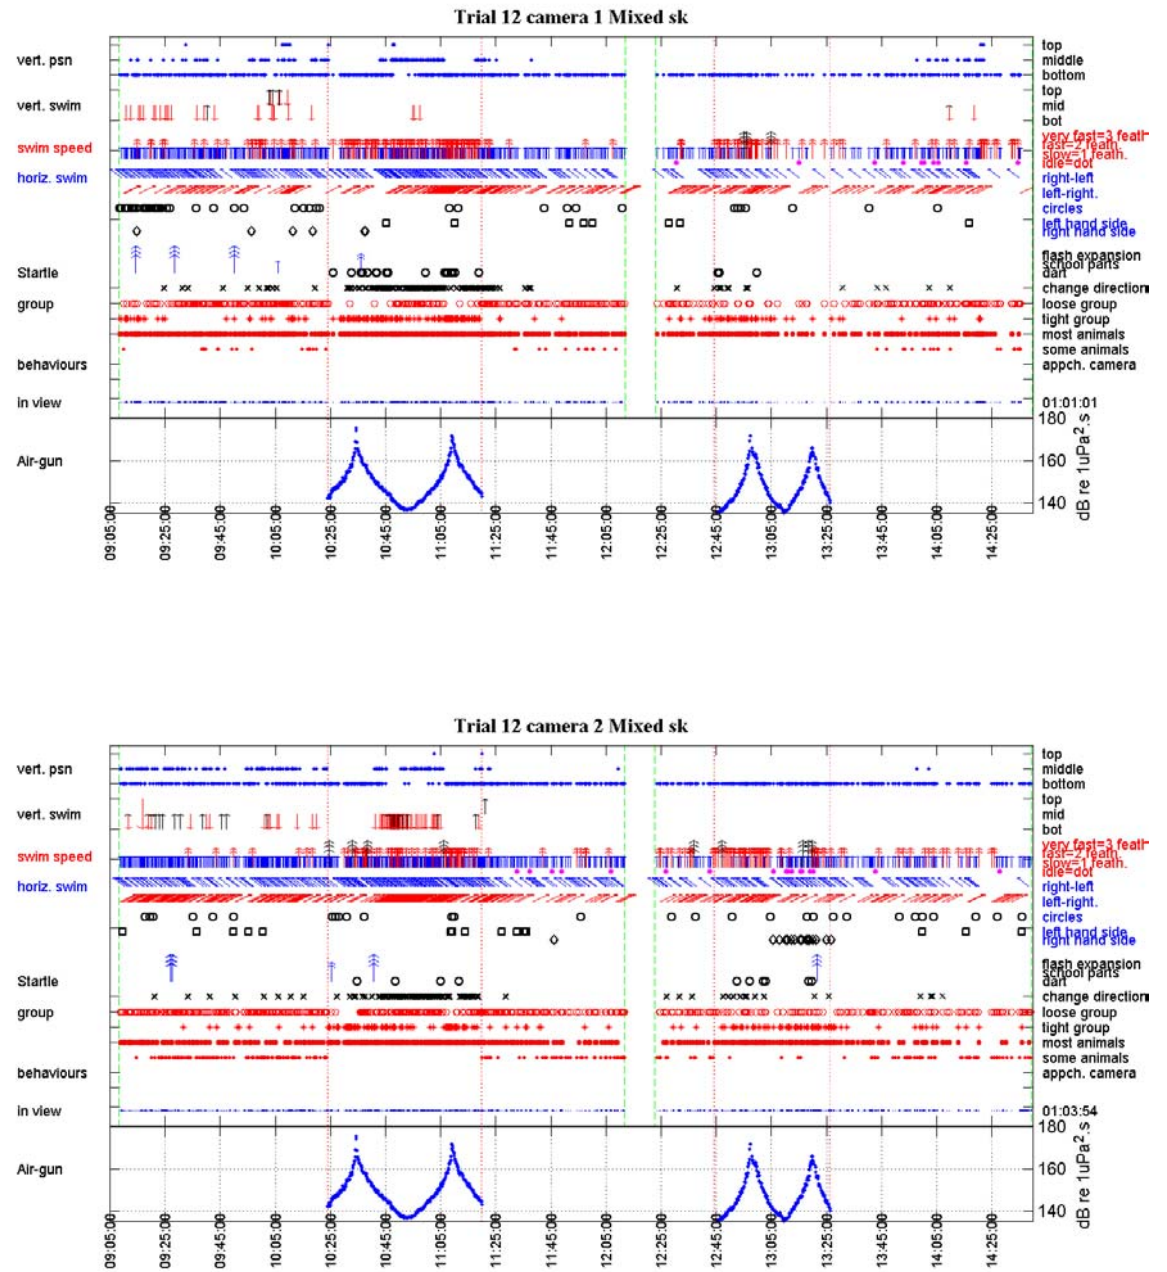 Trial 12 camera 1 Mixed sk
top
vert. psn
middle
bottom
top
vert. swim
mid
bot
very fast=3 feath
swim speed
fast=2 feath.
slow=1 feath.
idle=dot
horiz. swim
right-left
left-right.
circles
left hand side
right hand side
flash expansion
school parts
Startle
dart
change direction
group
loose group
tight group
most animals
some animals
behaviours
appch. camera
in view
01:01:01
180
Air-gun
160
140
dB re 1uPa².s
09:05:00
09:25:00
09:45:00
10:05:00
10:25:00
10:45:00
11:05:00
11:25:00
11:45:00
12:05:00
12:25:00
12:45:00
13:05:00
13:25:00
13:45:00
14:05:00
14:25:00
Trial 12 camera 2 Mixed sk
top
vert. psn
middle
bottom
top
vert. swim
mid
bot
very fast=3 feath
swim speed
fast=2 feath.
slow=1 feath.
idle=dot
horiz. swim
right-left
left-right.
circles
left hand side
right hand side
flash expansion
school parts
Startle
dart
change direction
group
loose group
tight group
most animals
some animals
behaviours
appch. camera
in view
01:03:54
180
Air-gun
160
140
dB re 1uPa².s
09:05:00
09:25:00
09:45:00
10:05:00
10:25:00
10:45:00
11:05:00
11:25:00
11:45:00
12:05:00
12:25:00
12:45:00
13:05:00
13:25:00
13:45:00
14:05:00
14:25:00